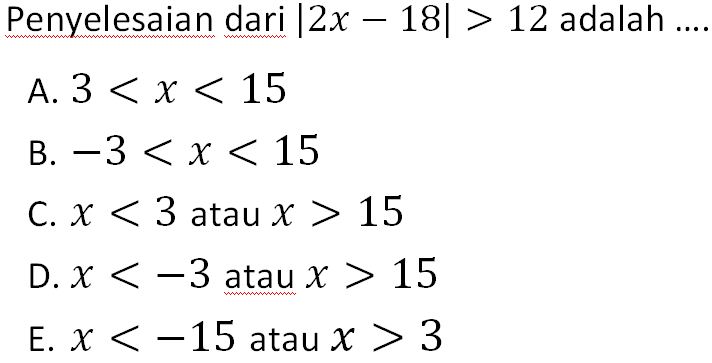 Penyelesaian dari |2x − 18| > 12 adalah ....
A. 3 < x < 15
B. −3 < x < 15
C. x < 3 atau x > 15
D. x < −3 atau x > 15
E. x < −15 atau x > 3